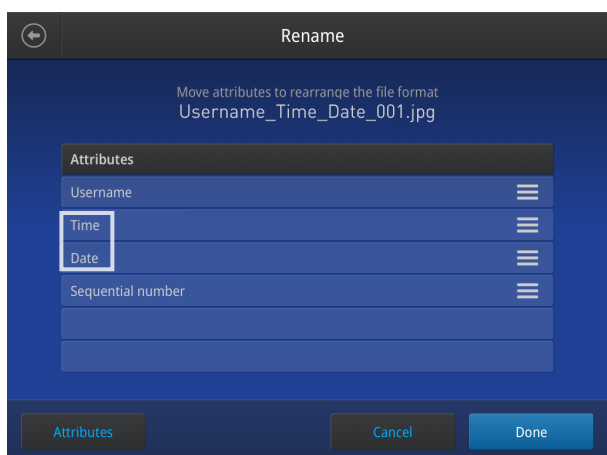 Rename
Move attributes to rearrange the file format
Username_Time_Date_001.jpg
Attributes
Username
Time
Date
Sequential number
Attributes
Cancel
Done